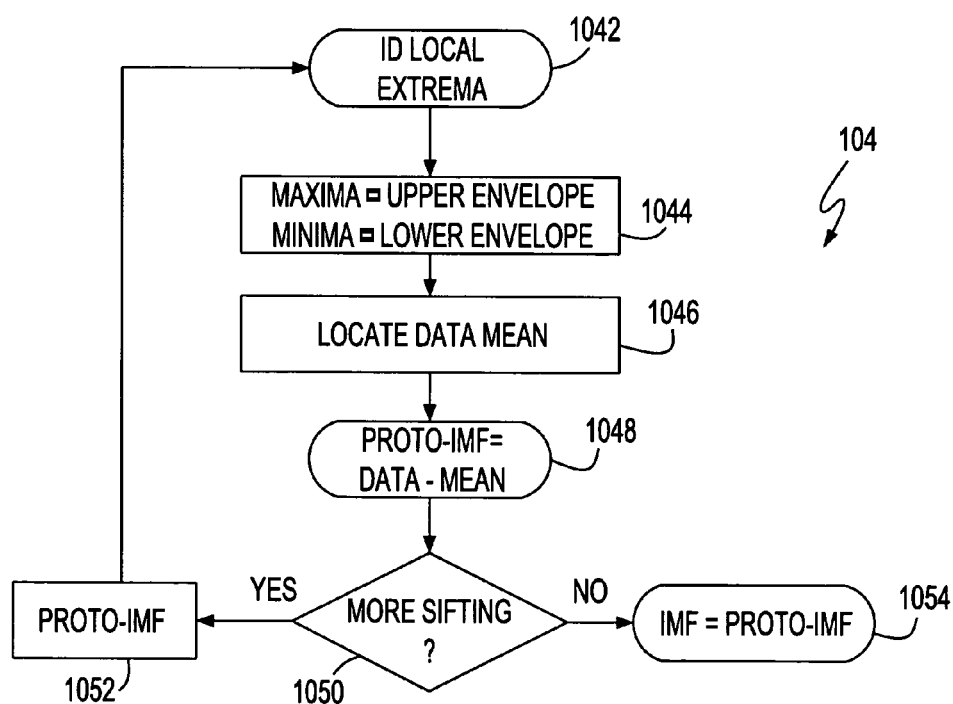 ID LOCAL
EXTREMA
1042
104
MAXIMA = UPPER ENVELOPE
MINIMA = LOWER ENVELOPE
1044
LOCATE DATA MEAN
1046
PROTO-IMF=
DATA - MEAN
1048
YES
MORE SIFTING
?
NO
1050
PROTO-IMF
1052
IMF = PROTO-IMF
1054